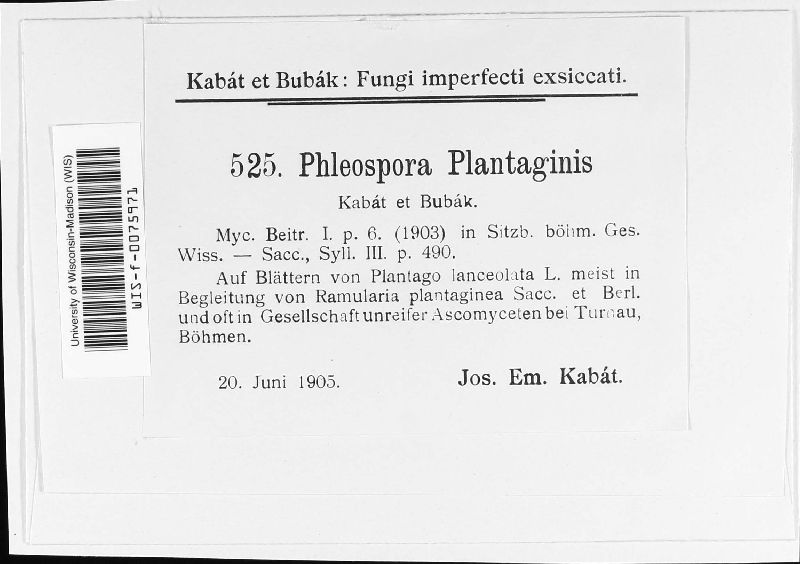 Kabát et Bubák: Fungi imperfecti exsiccati.
525. Phleospora Plantaginis
Kabát et Bubák.
Myc. Beitr. I. p. 6. (1903) in Sitzb. böhm. Ges.
Wiss. — Sacc., Syll. III. p. 490.
Auf Blättern von Plantago lanceolata L. meist in
Begleitung von Ramularia plantaginea Sacc. et Berl.
und oft in Gesellschaft unreifer Ascomyceten bei Turnau,
Böhmen.
20. Juni 1905.
Jos. Em. Kabát.
University of Wisconsin-Madison (WIS)
WIS-f-0075971